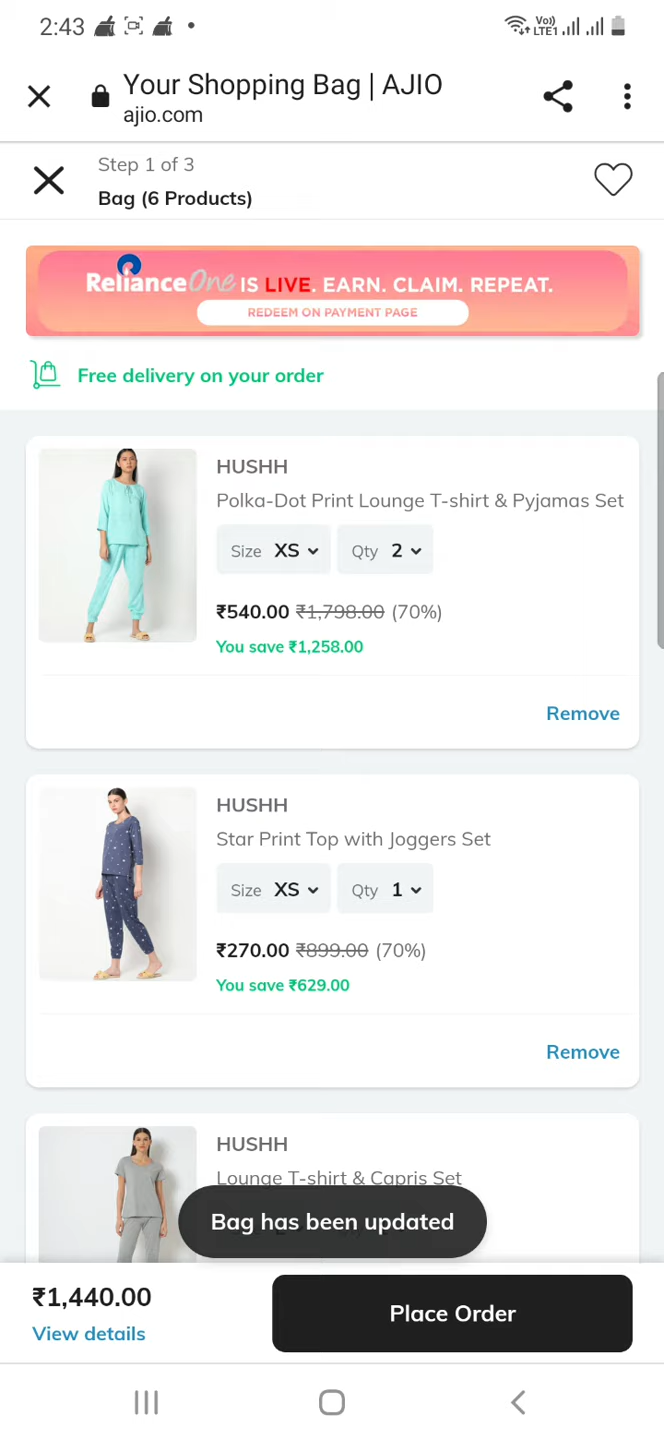 2:43
Vo)) LTE1
Your Shopping Bag | AJIO
ajio.com
Step 1 of 3
Bag (6 Products)
RelianceOne IS LIVE. EARN. CLAIM. REPEAT.
REDEEM ON PAYMENT PAGE
Free delivery on your order
HUSHH
Polka-Dot Print Lounge T-shirt & Pyjamas Set
Size XS Qty 2
₹540.00 ₹1,798.00 (70%)
You save ₹1,258.00
Remove
HUSHH
Star Print Top with Joggers Set
Size XS Qty 1
₹270.00 ₹899.00 (70%)
You save ₹629.00
Remove
HUSHH
Lounge T-shirt & Capris Set
Bag has been updated
₹1,440.00
View details
Place Order